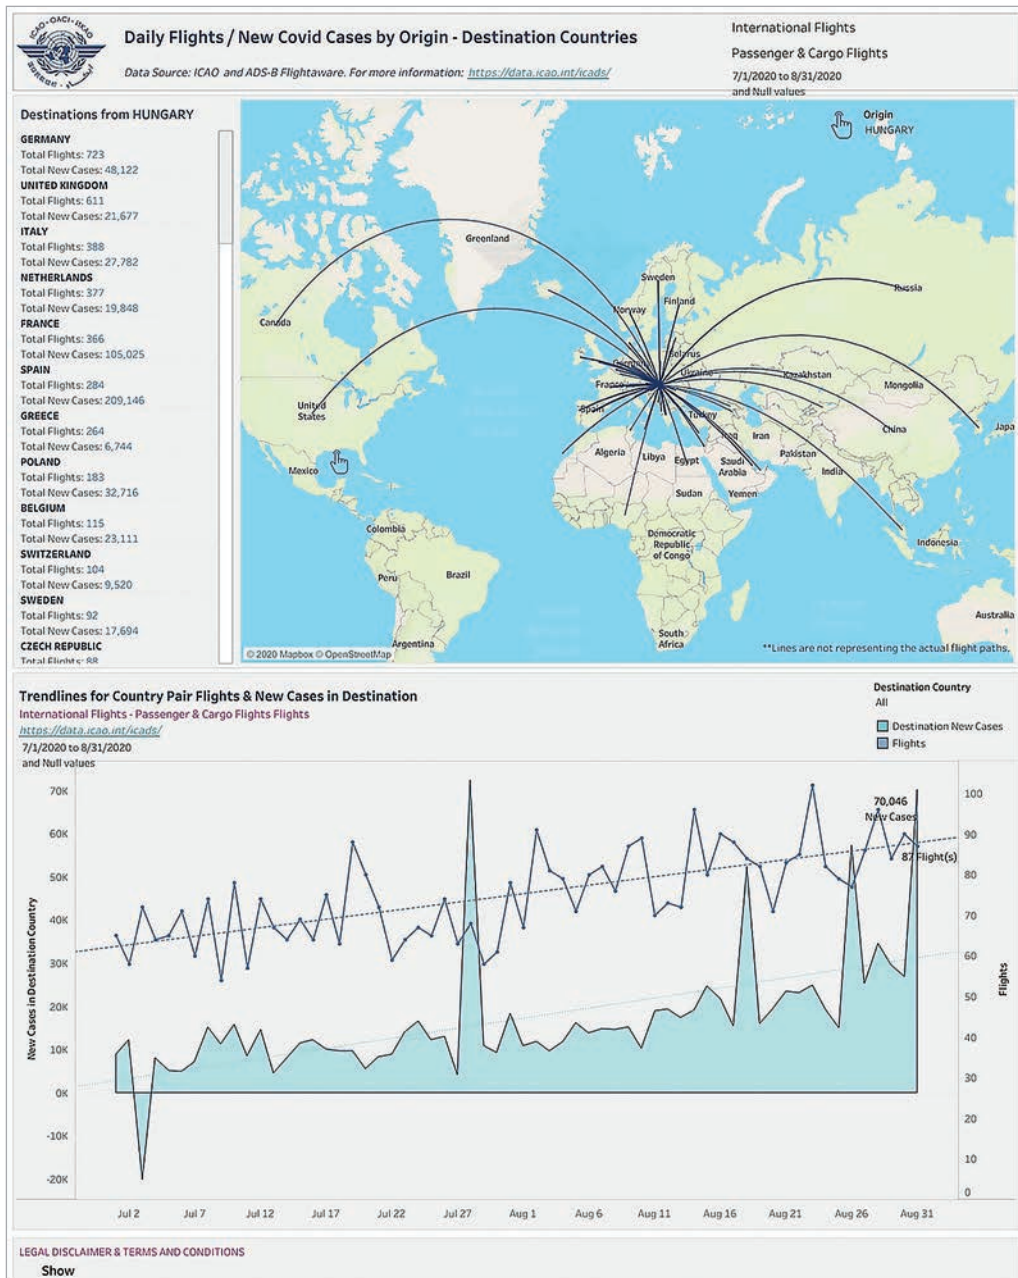 ICAO · OACI · ИКАО
Daily Flights / New Covid Cases by Origin - Destination Countries
Data Source: ICAO and ADS-B Flightaware. For more information: https://data.icao.int/icads/
International Flights
Passenger & Cargo Flights
7/1/2020 to 8/31/2020
and Null values
Destinations from HUNGARY
GERMANY
Total Flights: 723
Total New Cases: 48,122
UNITED KINGDOM
Total Flights: 611
Total New Cases: 21,677
ITALY
Total Flights: 388
Total New Cases: 27,782
NETHERLANDS
Total Flights: 377
Total New Cases: 19,848
FRANCE
Total Flights: 366
Total New Cases: 105,025
SPAIN
Total Flights: 284
Total New Cases: 209,146
GREECE
Total Flights: 264
Total New Cases: 6,744
POLAND
Total Flights: 183
Total New Cases: 32,716
BELGIUM
Total Flights: 115
Total New Cases: 23,111
SWITZERLAND
Total Flights: 104
Total New Cases: 9,520
SWEDEN
Total Flights: 92
Total New Cases: 17,694
CZECH REPUBLIC
Total Flights: 88
Origin
HUNGARY
Greenland
Sweden
Finland
Norway
Russia
Canada
Belarus
Germany
Ukraine
Kazakhstan
France
Mongolia
United
States
Spain
Turkey
China
Japa
Iraq
Iran
Algeria
Libya
Egypt
Pakistan
Mexico
Saudi
Arabia
India
Sudan
Yemen
Colombia
Democratic
Republic
of Congo
Indonesia
Peru
Brazil
Australia
South
Africa
Argentina
© 2020 Mapbox © OpenStreetMap
**Lines are not representing the actual flight paths.
Trendlines for Country Pair Flights & New Cases in Destination
International Flights - Passenger & Cargo Flights Flights
https://data.icao.int/icads/
7/1/2020 to 8/31/2020
and Null values
Destination Country
All
Destination New Cases
Flights
70,046
New Cases
87 Flight(s)
New Cases in Destination Country
70K
60K
50K
40K
30K
20K
10K
0K
-10K
-20K
Flights
100
90
80
70
60
50
40
30
20
10
0
Jul 2 Jul 7 Jul 12 Jul 17 Jul 22 Jul 27 Aug 1 Aug 6 Aug 11 Aug 16 Aug 21 Aug 26 Aug 31
LEGAL DISCLAIMER & TERMS AND CONDITIONS
Show